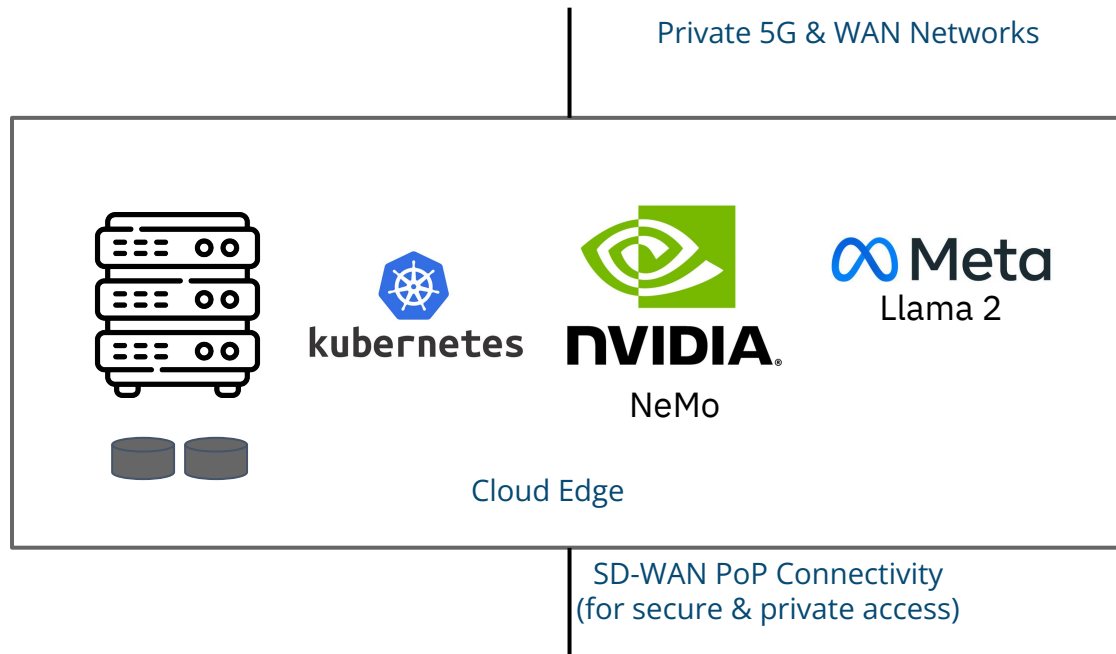 Private 5G & WAN Networks
kubernetes
nVIDIA®
NeMo
Meta
Llama 2
Cloud Edge
SD-WAN PoP Connectivity
(for secure & private access)